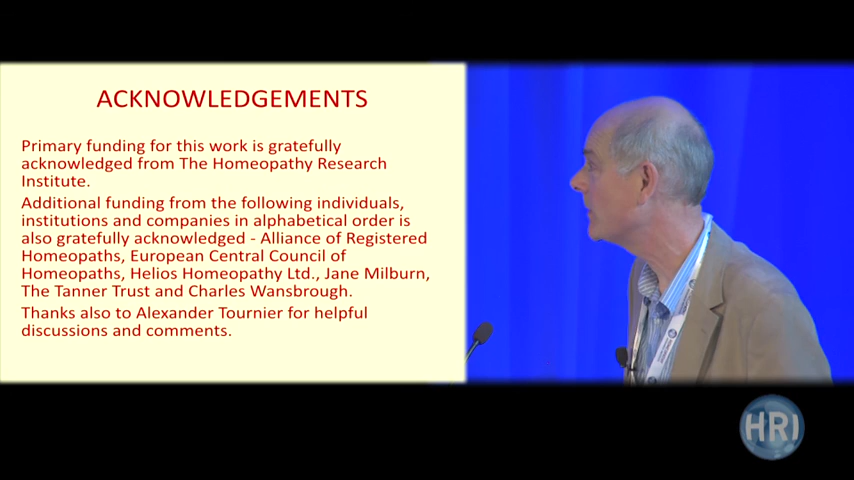 ACKNOWLEDGEMENTS
Primary funding for this work is gratefully
acknowledged from The Homeopathy Research
Institute.
Additional funding from the following individuals,
institutions and companies in alphabetical order is
also gratefully acknowledged - Alliance of Registered
Homeopaths, European Central Council of
Homeopaths, Helios Homeopathy Ltd., Jane Milburn,
The Tanner Trust and Charles Wansbrough.
Thanks also to Alexander Tournier for helpful
discussions and comments.
HRI